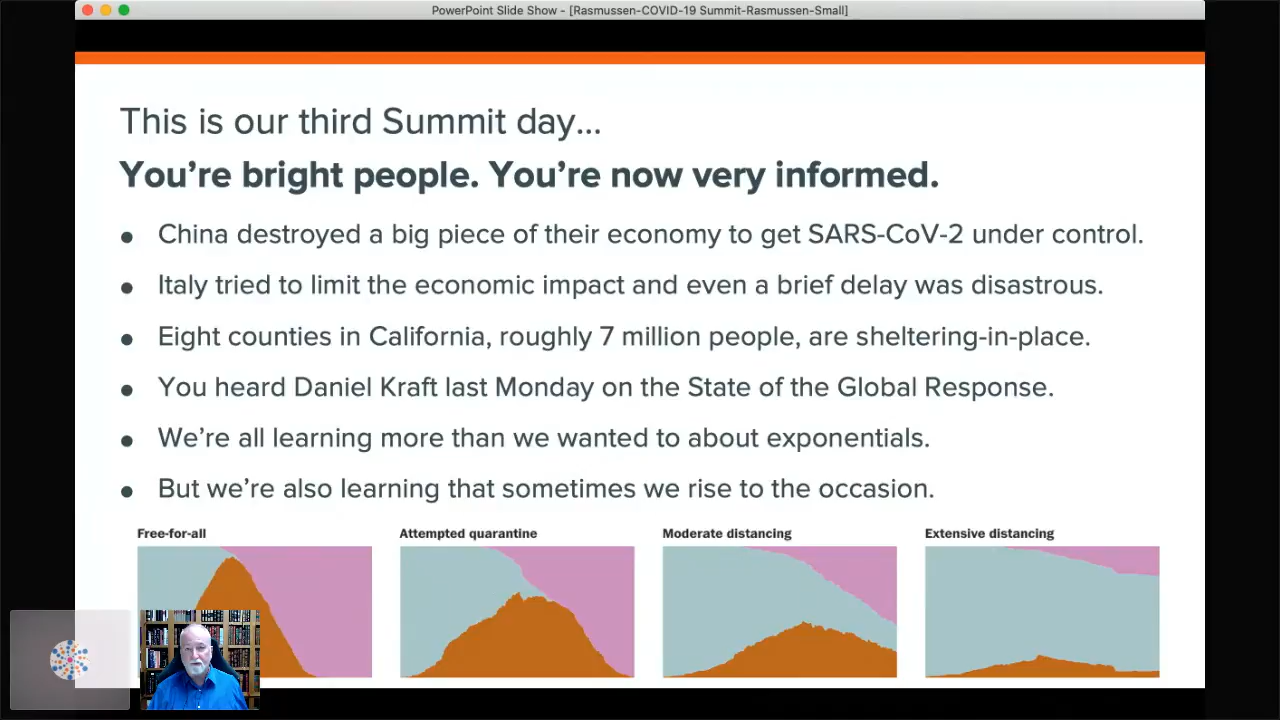 PowerPoint Slide Show - [Rasmussen-COVID-19 Summit-Rasmussen-Small]
This is our third Summit day...
You're bright people. You're now very informed.
• China destroyed a big piece of their economy to get SARS-CoV-2 under control.
• Italy tried to limit the economic impact and even a brief delay was disastrous.
• Eight counties in California, roughly 7 million people, are sheltering-in-place.
• You heard Daniel Kraft last Monday on the State of the Global Response.
• We're all learning more than we wanted to about exponentials.
• But we're also learning that sometimes we rise to the occasion.
Free-for-all
Attempted quarantine
Moderate distancing
Extensive distancing